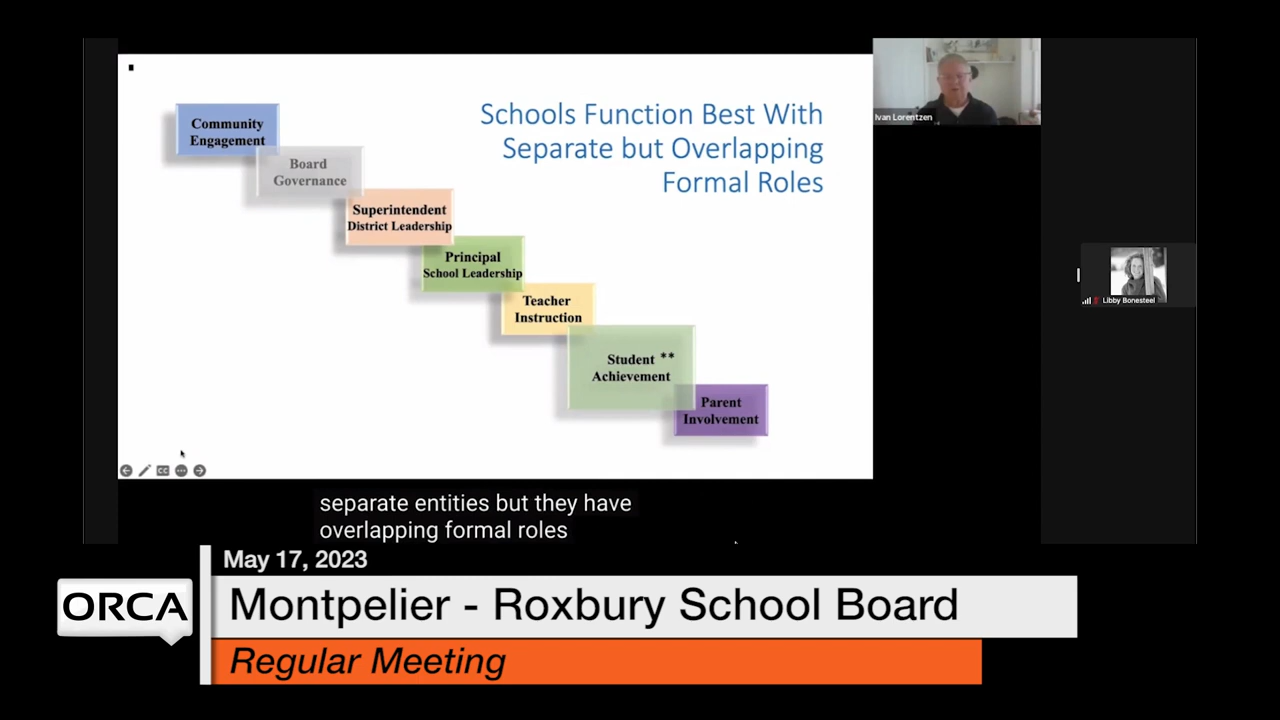 Schools Function Best With
Separate but Overlapping
Formal Roles
Community
Engagement
Board
Governance
Superintendent
District Leadership
Principal
School Leadership
Teacher
Instruction
Student **
Achievement
Parent
Involvement
CC
Ivan Lorentzen
Libby Bonesteel
separate entities but they have
overlapping formal roles
May 17, 2023
ORCA
Montpelier - Roxbury School Board
Regular Meeting